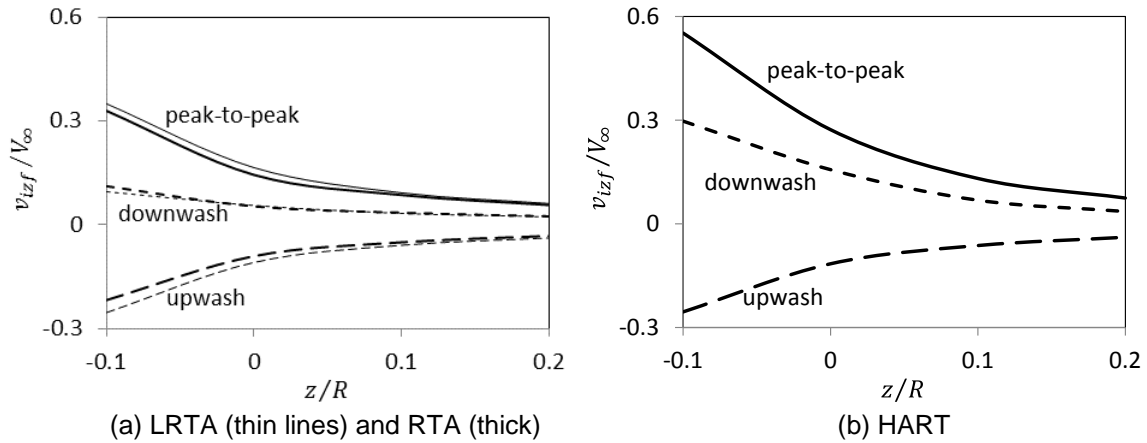 0.6
0.3
0
-0.3
v_izf/V_∞
peak-to-peak
downwash
upwash
-0.1 0 0.1 0.2
z/R
(a) LRTA (thin lines) and RTA (thick)
0.6
0.3
0
-0.3
v_izf/V_∞
peak-to-peak
downwash
upwash
-0.1 0 0.1 0.2
z/R
(b) HART